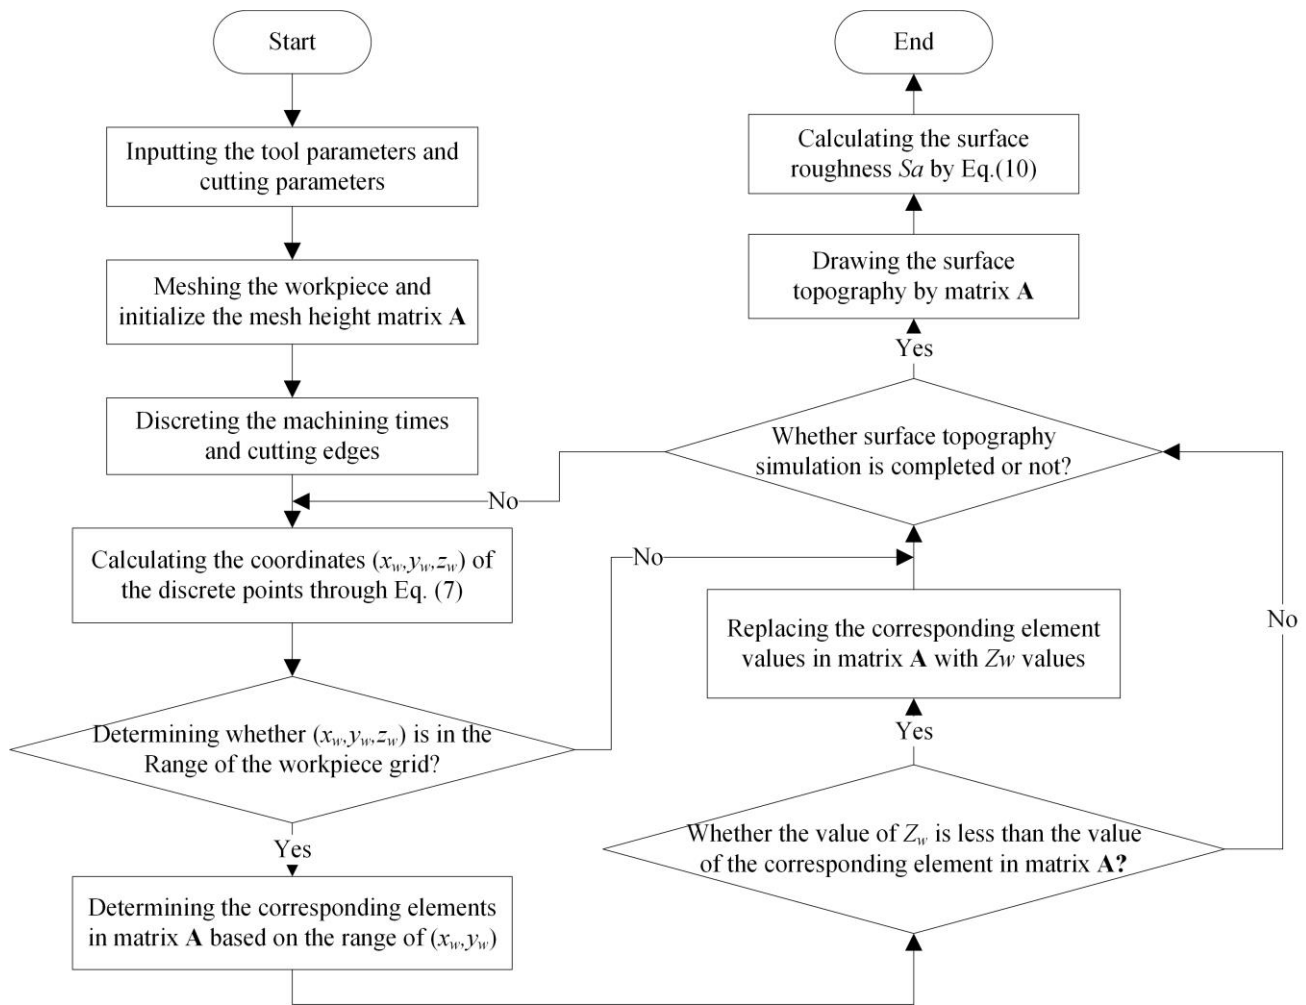 Start
Inputting the tool parameters and
cutting parameters
Meshing the workpiece and
initialize the mesh height matrix A
Discreting the machining times
and cutting edges
No
Calculating the coordinates (xw,yw,zw) of
the discrete points through Eq. (7)
Determining whether (xw,yw,zw) is in the
Range of the workpiece grid?
No
Yes
Determining the corresponding elements
in matrix A based on the range of (xw,yw)
End
Calculating the surface
roughness Sa by Eq.(10)
Drawing the surface
topography by matrix A
Yes
Whether surface topography
simulation is completed or not?
Replacing the corresponding element
values in matrix A with Zw values
No
Yes
Whether the value of Zw is less than the value
of the corresponding element in matrix A?